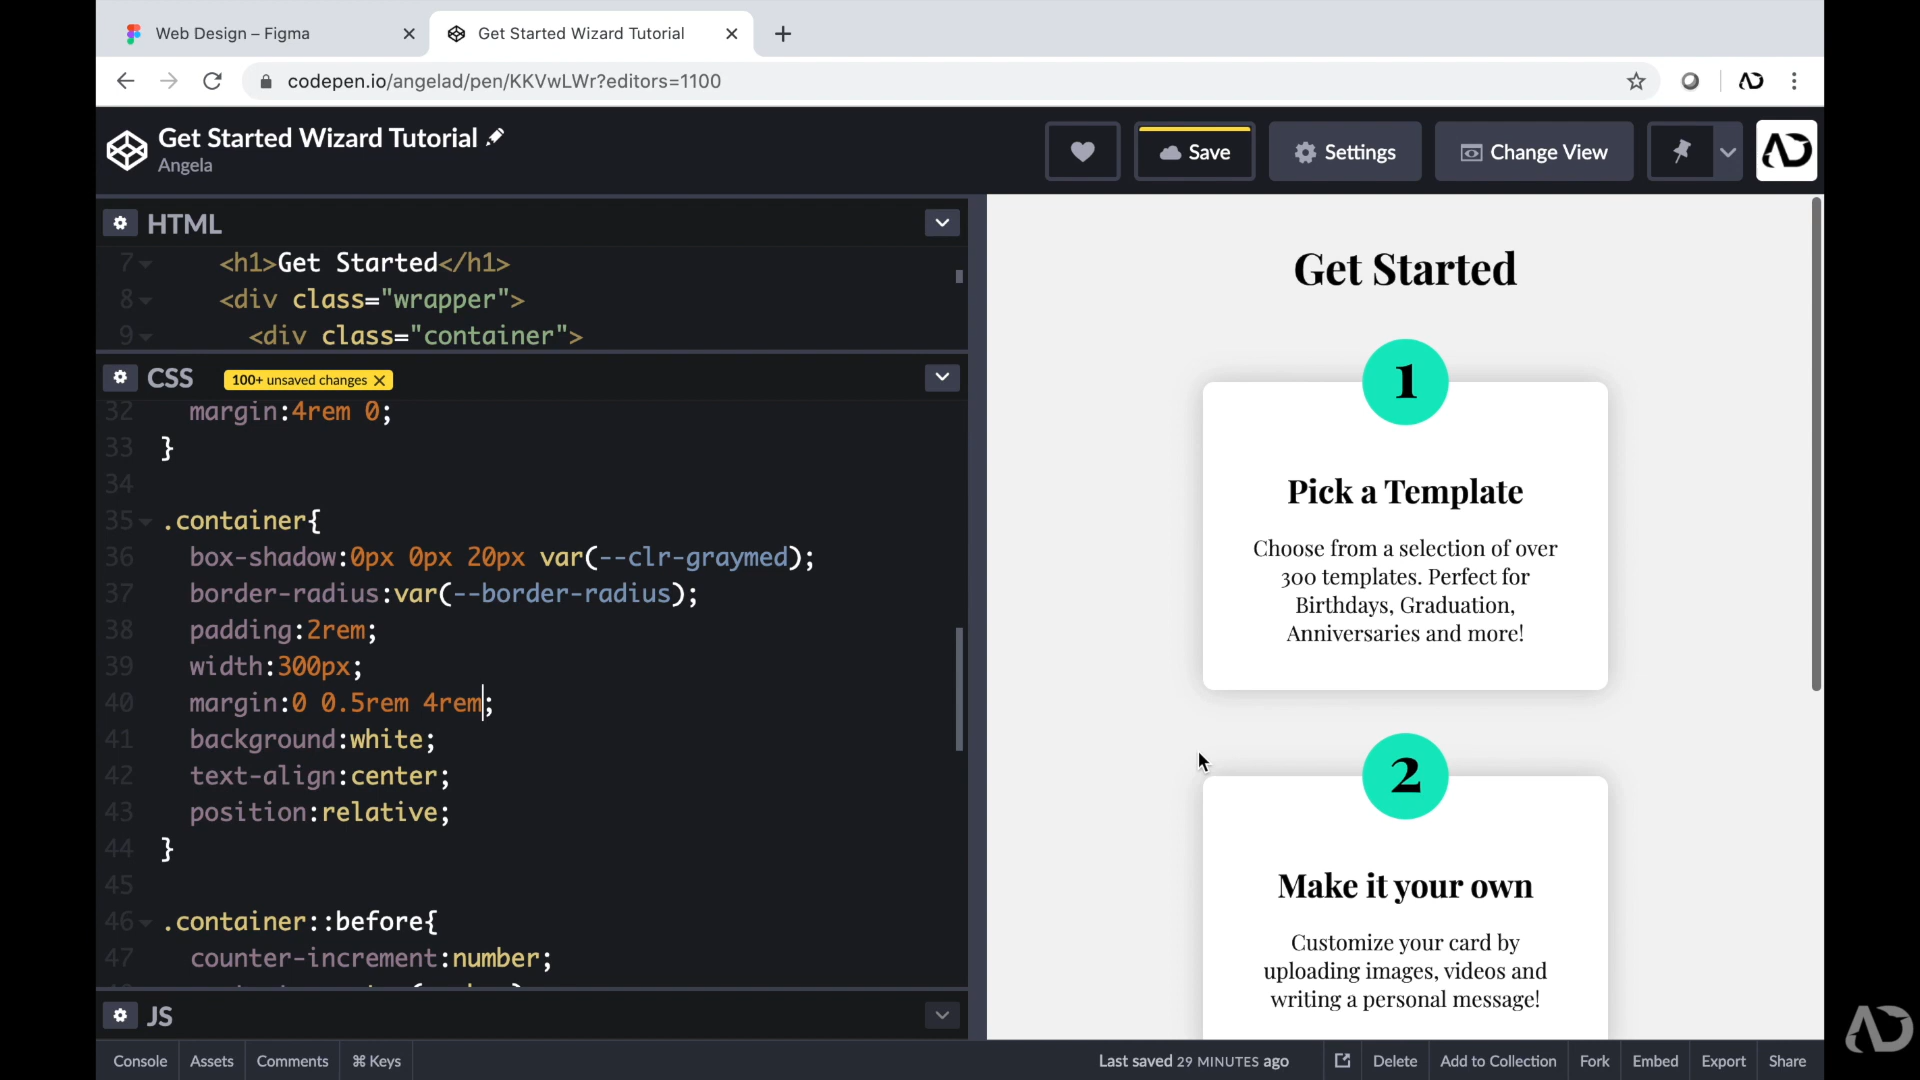 Web Design – Figma
Get Started Wizard Tutorial
codepen.io/angelad/pen/KKVwLWr?editors=1100
Get Started Wizard Tutorial
Angela
Save
Settings
Change View
HTML
7 <h1>Get Started</h1>
8 <div class="wrapper">
9 <div class="container">
CSS
100+ unsaved changes
32 margin:4rem 0;
33 }
34
35 .container{
36 box-shadow:0px 0px 20px var(--clr-graymed);
37 border-radius:var(--border-radius);
38 padding:2rem;
39 width:300px;
40 margin:0 0.5rem 4rem;
41 background:white;
42 text-align:center;
43 position:relative;
44 }
45
46 .container::before{
47 counter-increment:number;
JS
Get Started
1
Pick a Template
Choose from a selection of over
300 templates. Perfect for
Birthdays, Graduation,
Anniversaries and more!
2
Make it your own
Customize your card by
uploading images, videos and
writing a personal message!
Console
Assets
Comments
⌘ Keys
Last saved 29 MINUTES ago
Delete
Add to Collection
Fork
Embed
Export
Share